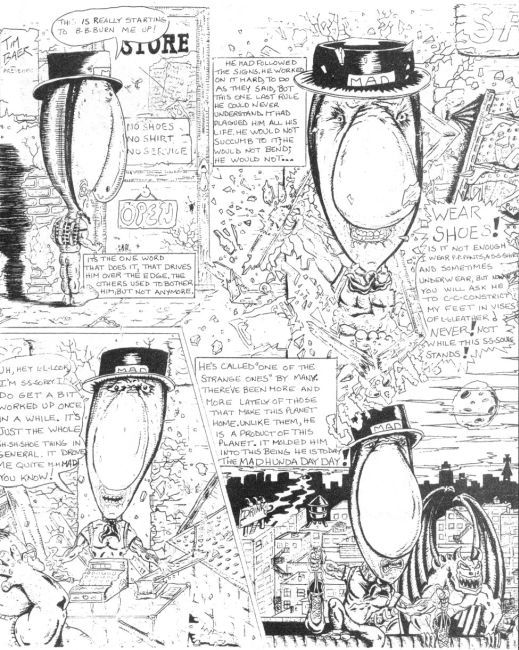 THIS IS REALLY STARTING
TO B-B-BURN ME UP!
TIM
BAER
PRESENTS
STORE
MAD
NO SHOES
NO SHIRT
NO SERVICE
OPEN
IT'S THE ONE WORD
THAT DOES IT, THAT DRIVES
HIM OVER THE EDGE, THE
OTHERS USED TO BOTHER
HIM, BUT NOT ANYMORE.
HE HAD FOLLOWED
THE SIGNS, HE WORKED
ON IT HARD, TO DO
AS THEY SAID, BUT
THIS ONE LAST RULE
HE COULD NEVER
UNDERSTAND. IT HAD
PLAGUED HIM ALL HIS
LIFE. HE WOULD NOT
SUCCUMB TO IT; HE
WOULD NOT BEND;
HE WOULD NOT...
MAD
WEAR
SHOES!
IS IT NOT ENOUGH
I WEAR P-P-PANTS, A S-S-SHIRT
AND SOMETIMES
UNDERWEAR, BUT NOW
YOU WILL ASK ME
TO C-C-CONSTRICT
MY FEET IN VISES
OF L-L-LEATHER!
NEVER! NOT
WHILE THIS S-S-SOUL
STANDS!
UH, HEY L-L-LOOK
I'M S-S-SORRY I
DO GET A BIT
WORKED UP ONCE
IN A WHILE. IT'S
JUST THE WHOLE
SH-SH-SHOE THING IN
GENERAL. IT DROVE
ME QUITE M-M-MAD!
YOU KNOW!
MAD
HE'S CALLED "ONE OF THE
STRANGE ONES" BY MANY.
THERE'VE BEEN MORE AND
MORE LATELY OF THOSE
THAT MAKE THIS PLANET
HOME. UNLIKE THEM, HE
IS A PRODUCT OF THIS
PLANET. IT MOLDED HIM
INTO THIS BEING HE IS TODAY.
THE MADHUNDA DAY DAY!
MAD